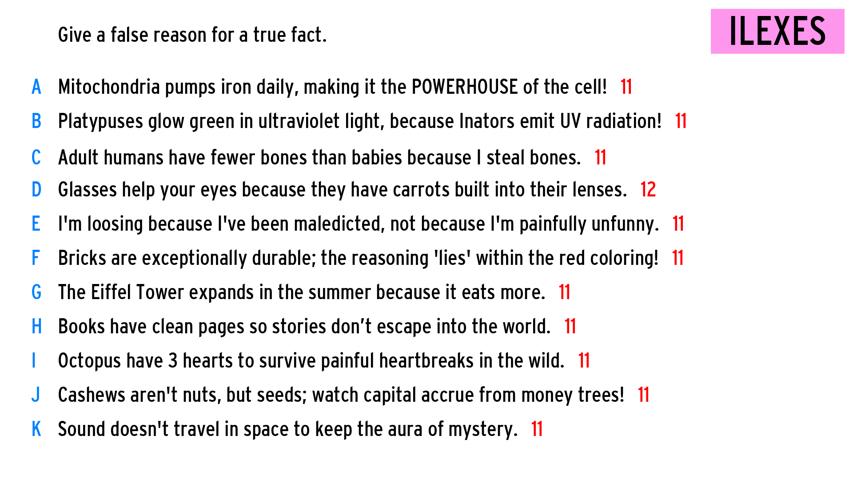 Give a false reason for a true fact.
ILEXES
A Mitochondria pumps iron daily, making it the POWERHOUSE of the cell! 11
B Platypuses glow green in ultraviolet light, because Inators emit UV radiation! 11
C Adult humans have fewer bones than babies because I steal bones. 11
D Glasses help your eyes because they have carrots built into their lenses. 12
E I'm loosing because I've been maledicted, not because I'm painfully unfunny. 11
F Bricks are exceptionally durable; the reasoning 'lies' within the red coloring! 11
G The Eiffel Tower expands in the summer because it eats more. 11
H Books have clean pages so stories don’t escape into the world. 11
I Octopus have 3 hearts to survive painful heartbreaks in the wild. 11
J Cashews aren't nuts, but seeds; watch capital accrue from money trees! 11
K Sound doesn't travel in space to keep the aura of mystery. 11